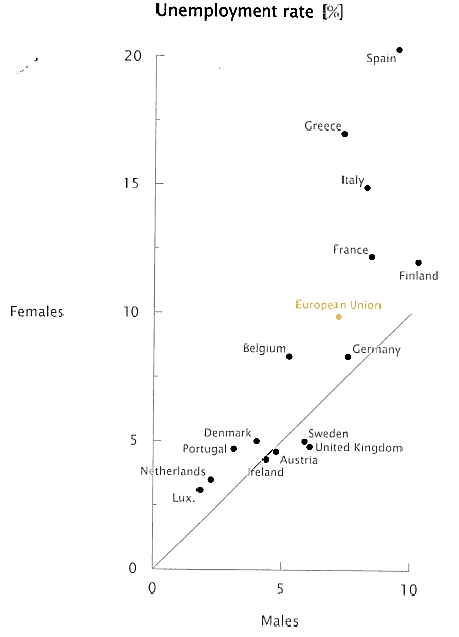 Unemployment rate [%]
20
Spain
Greece
15
Italy
France
Finland
European Union
Females
10
Belgium
Germany
Denmark
Sweden
5
Portugal
United Kingdom
Austria
Ireland
Netherlands
Lux.
0
0
5
10
Males